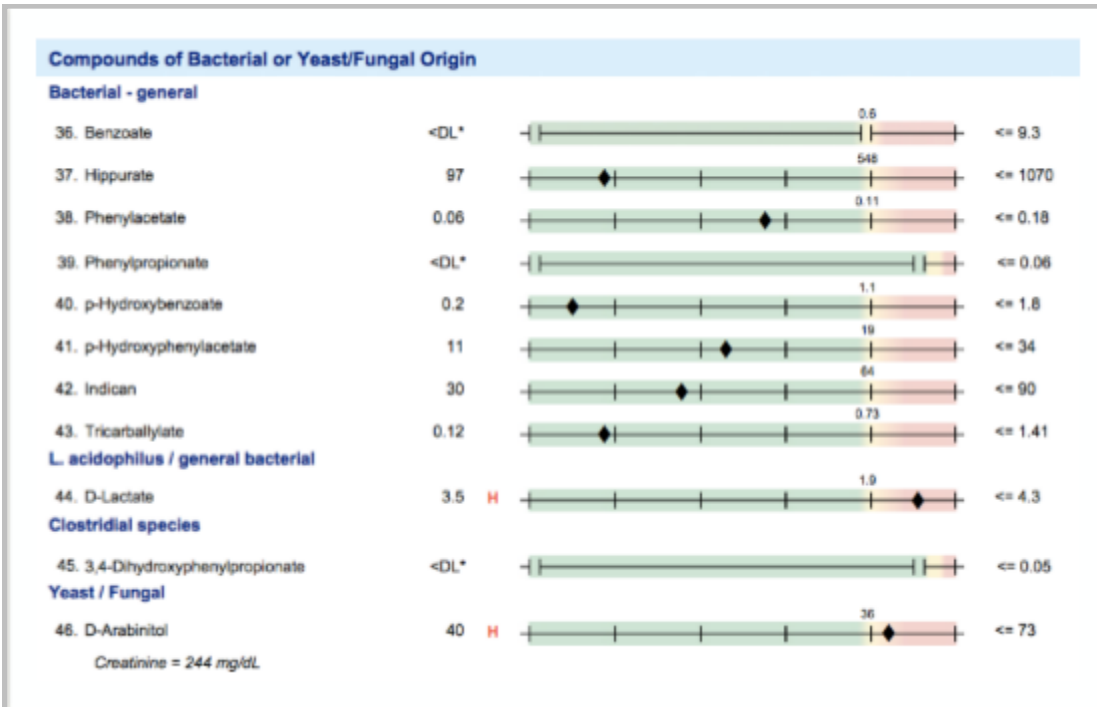 Compounds of Bacterial or Yeast/Fungal Origin
Bacterial - general
0.6
36. Benzoate <DL* <= 9.3
548
37. Hippurate 97 <= 1070
0.11
38. Phenylacetate 0.06 <= 0.18
39. Phenylpropionate <DL* <= 0.06
1.1
40. p-Hydroxybenzoate 0.2 <= 1.8
19
41. p-Hydroxyphenylacetate 11 <= 34
64
42. Indican 30 <= 90
0.73
43. Tricarballylate 0.12 <= 1.41
L. acidophilus / general bacterial
1.9
44. D-Lactate 3.5 H <= 4.3
Clostridial species
45. 3,4-Dihydroxyphenylpropionate <DL* <= 0.05
Yeast / Fungal
36
46. D-Arabinitol 40 H <= 73
Creatinine = 244 mg/dL